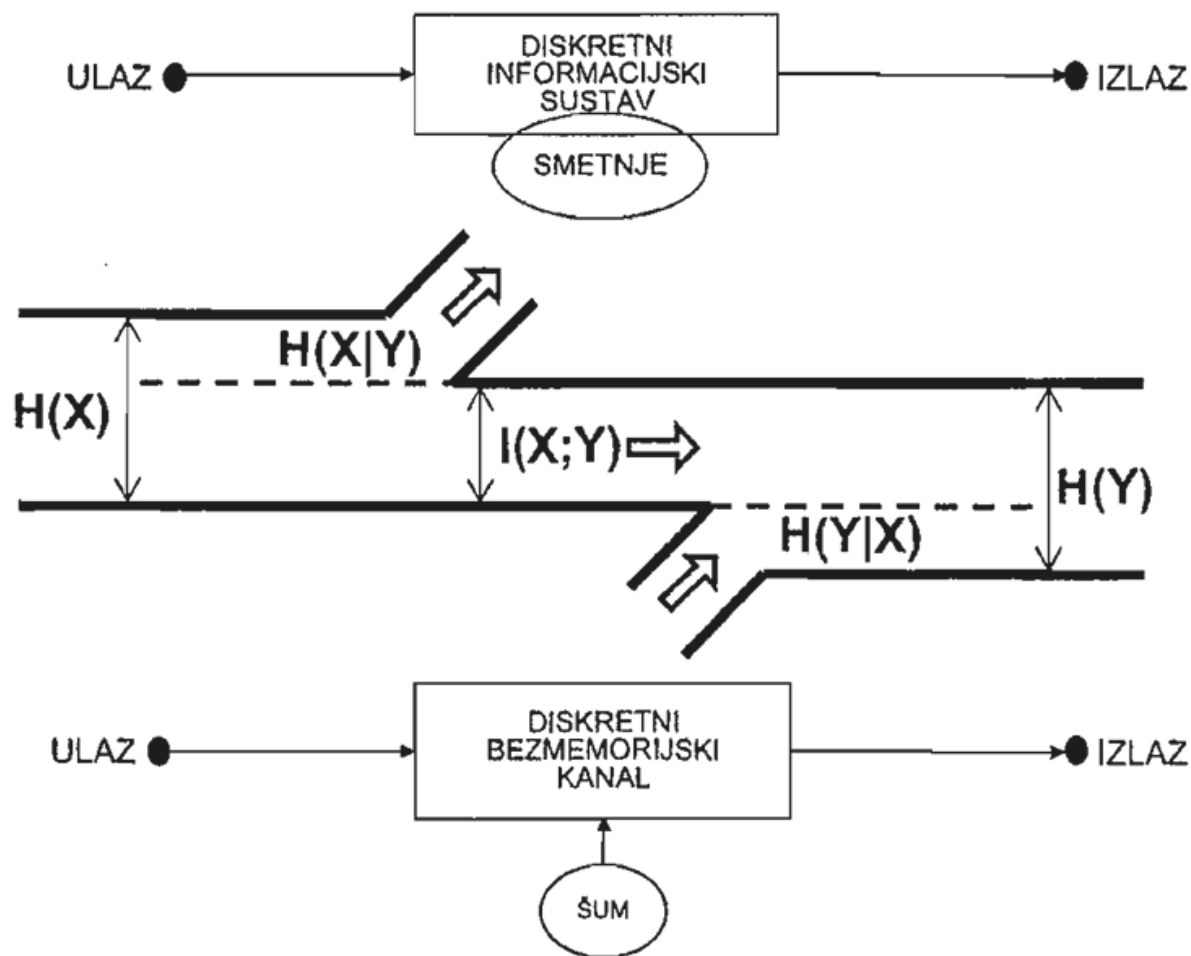 DISKRETNI
INFORMACIJSKI
SUSTAV
ULAZ
IZLAZ
SMETNJE
H(X|Y)
H(X)
I(X;Y)
H(Y)
H(Y|X)
DISKRETNI
BEZMEMORIJSKI
KANAL
ULAZ
IZLAZ
ŠUM